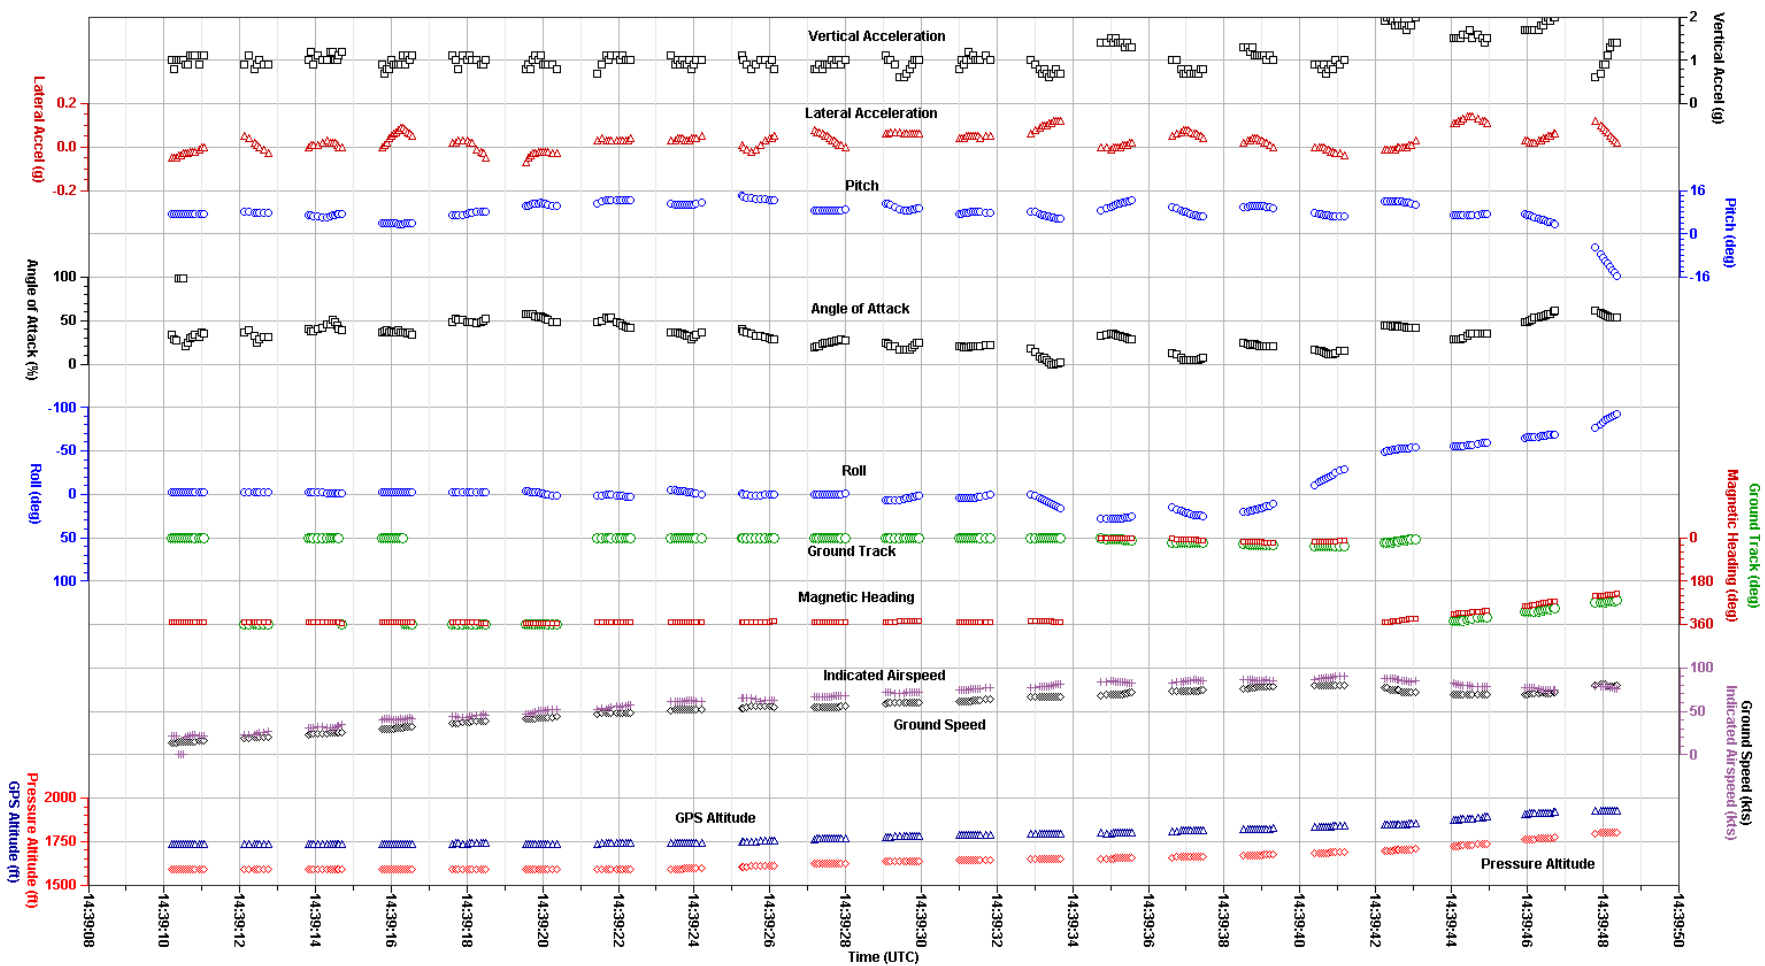 Vertical Acceleration
2
1
0
Vertical Accel (g)
Lateral Accel (g)
0.2
0.0
-0.2
Lateral Acceleration
Pitch
16
0
-16
Pitch (deg)
Angle of Attack (%)
100
50
0
Angle of Attack
Roll (deg)
-100
-50
0
50
100
Roll
Ground Track
0
180
360
Magnetic Heading (deg)
Ground Track (deg)
Magnetic Heading
Indicated Airspeed
100
50
0
Indicated Airspeed (kts)
Ground Speed (kts)
Ground Speed
GPS Altitude (ft)
Pressure Altitude (ft)
2000
1750
1500
GPS Altitude
Pressure Altitude
14:39:08
14:39:10
14:39:12
14:39:14
14:39:16
14:39:18
14:39:20
14:39:22
14:39:24
14:39:26
14:39:28
14:39:30
14:39:32
14:39:34
14:39:36
14:39:38
14:39:40
14:39:42
14:39:44
14:39:46
14:39:48
14:39:50
Time (UTC)